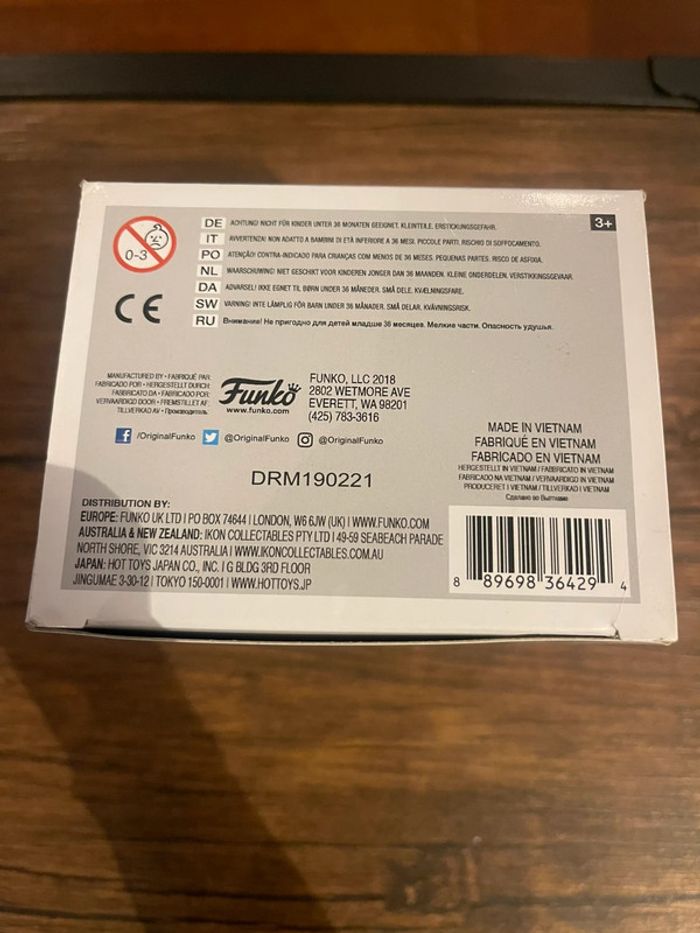 3+
DE ACHTUNG! NICHT FÜR KINDER UNTER 36 MONATEN GEEIGNET. KLEINTEILE. ERSTICKUNGSGEFAHR.
IT AVVERTENZA! NON ADATTO A BAMBINI DI ETÀ INFERIORE A 36 MESI. PICCOLE PARTI. RISCHIO DI SOFFOCAMENTO.
PO ATENÇÃO! CONTRA-INDICADO PARA CRIANÇAS COM MENOS DE 36 MESES. PEQUENAS PARTES. RISCO DE ASFIXIA.
NL WAARSCHUWING! NIET GESCHIKT VOOR KINDEREN JONGER DAN 36 MAANDEN. KLEINE ONDERDELEN. VERSTIKKINGSGEVAAR.
DA ADVARSEL! IKKE EGNET TIL BØRN UNDER 36 MÅNEDER. SMÅ DELE. KVÆLNINGSFARE.
SW VARNING! INTE LÄMPLIG FÖR BARN UNDER 36 MÅNADER. SMÅ DELAR. KVÄVNINGSRISK.
RU Внимание! Не пригодно для детей младше 36 месяцев. Мелкие части. Опасность удушья.
0-3
CE
MANUFACTURED BY • FABRIQUÉ PAR
FABRICADO POR • HERGESTELLT DURCH:
FABBRICATO DA • FABRICADO POR:
VERVAARDIGD DOOR • FREMSTILLET AF:
TILLVERKAD AV • Производитель:
Funko
www.funko.com
FUNKO, LLC 2018
2802 WETMORE AVE
EVERETT, WA 98201
(425) 783-3616
/OriginalFunko @OriginalFunko @OriginalFunko
DRM190221
MADE IN VIETNAM
FABRIQUÉ EN VIETNAM
FABRICADO EN VIETNAM
HERGESTELLT IN VIETNAM / FABBRICATO IN VIETNAM
FABRICADO NA VIETNAM / VERVAARDIGD IN VIETNAM
PRODUCERET I VIETNAM / TILLVERKAD I VIETNAM
Сделано во Вьетнаме
DISTRIBUTION BY:
EUROPE: FUNKO UK LTD | PO BOX 74644 | LONDON, W6 6JW (UK) | WWW.FUNKO.COM
AUSTRALIA & NEW ZEALAND: IKON COLLECTABLES PTY LTD | 49-59 SEABEACH PARADE
NORTH SHORE, VIC 3214 AUSTRALIA | WWW.IKONCOLLECTABLES.COM.AU
JAPAN: HOT TOYS JAPAN CO., INC. | G BLDG 3RD FLOOR
JINGUMAE 3-30-12 | TOKYO 150-0001 | WWW.HOTTOYS.JP
8 89698 36429 4